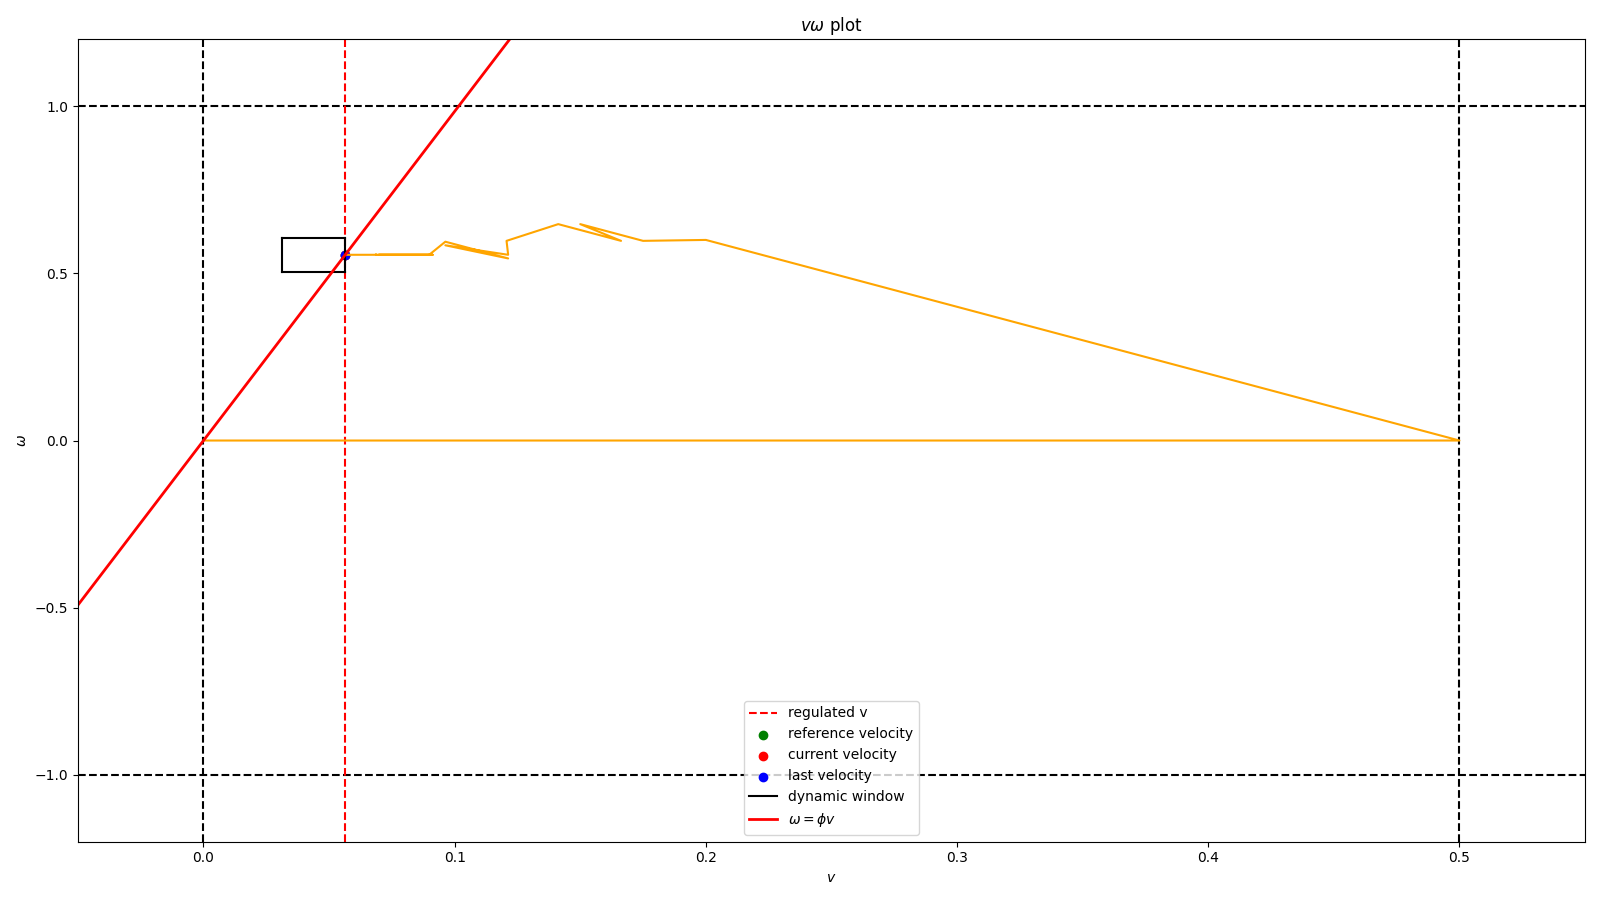 vω plot
1.0
0.5
0.0
−0.5
−1.0
ω
0.0
0.1
0.2
0.3
0.4
0.5
v
regulated v
reference velocity
current velocity
last velocity
dynamic window
ω = ϕv